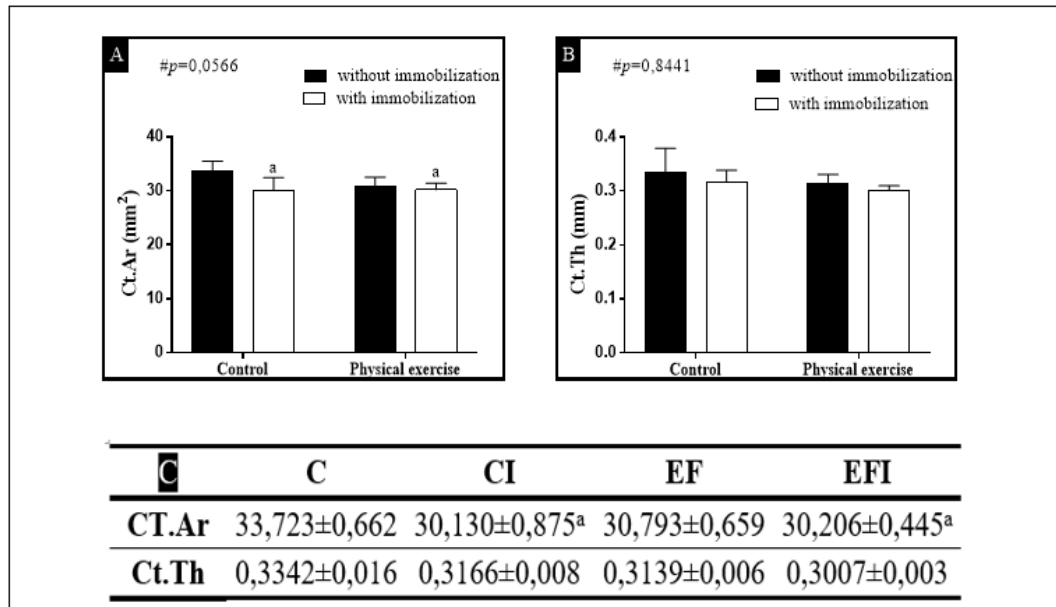 A
#p=0,0566
without immobilization
with immobilization
40
30
20
10
0
Ct.Ar (mm²)
a
a
Control
Physical exercise
B
#p=0,8441
without immobilization
with immobilization
0.4
0.3
0.2
0.1
0.0
Ct.Th (mm)
Control
Physical exercise
C C CI EF EFI
CT.Ar 33,723±0,662 30,130±0,875ᵃ 30,793±0,659 30,206±0,445ᵃ
Ct.Th 0,3342±0,016 0,3166±0,008 0,3139±0,006 0,3007±0,003